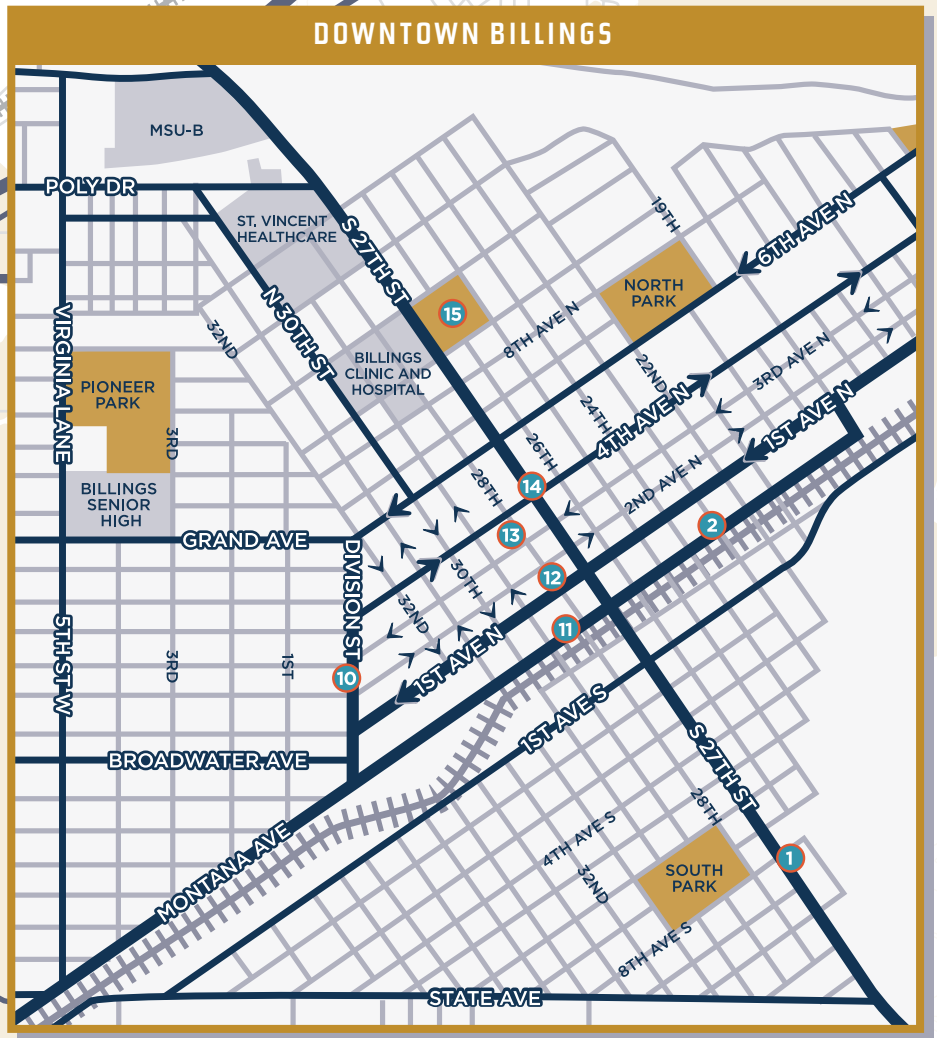 DOWNTOWN BILLINGS
MSU-B
POLY DR
ST. VINCENT
HEALTHCARE
S 27TH ST
19TH
6TH AVE N
NORTH
PARK
N 30TH ST
15
8TH AVE N
32ND
VIRGINIA LANE
BILLINGS
CLINIC AND
HOSPITAL
3RD AVE N
22ND
PIONEER
PARK
24TH
4TH AVE N
1ST AVE N
3RD
26TH
28TH
14
2ND AVE N
BILLINGS
SENIOR
HIGH
13
2
GRAND AVE
DIVISION ST
30TH
12
32ND
11
5TH ST W
3RD
1ST
10
1ST AVE N
1ST AVE S
BROADWATER AVE
S 27TH ST
28TH
4TH AVE S
MONTANA AVE
32ND
SOUTH
PARK
1
8TH AVE S
STATE AVE